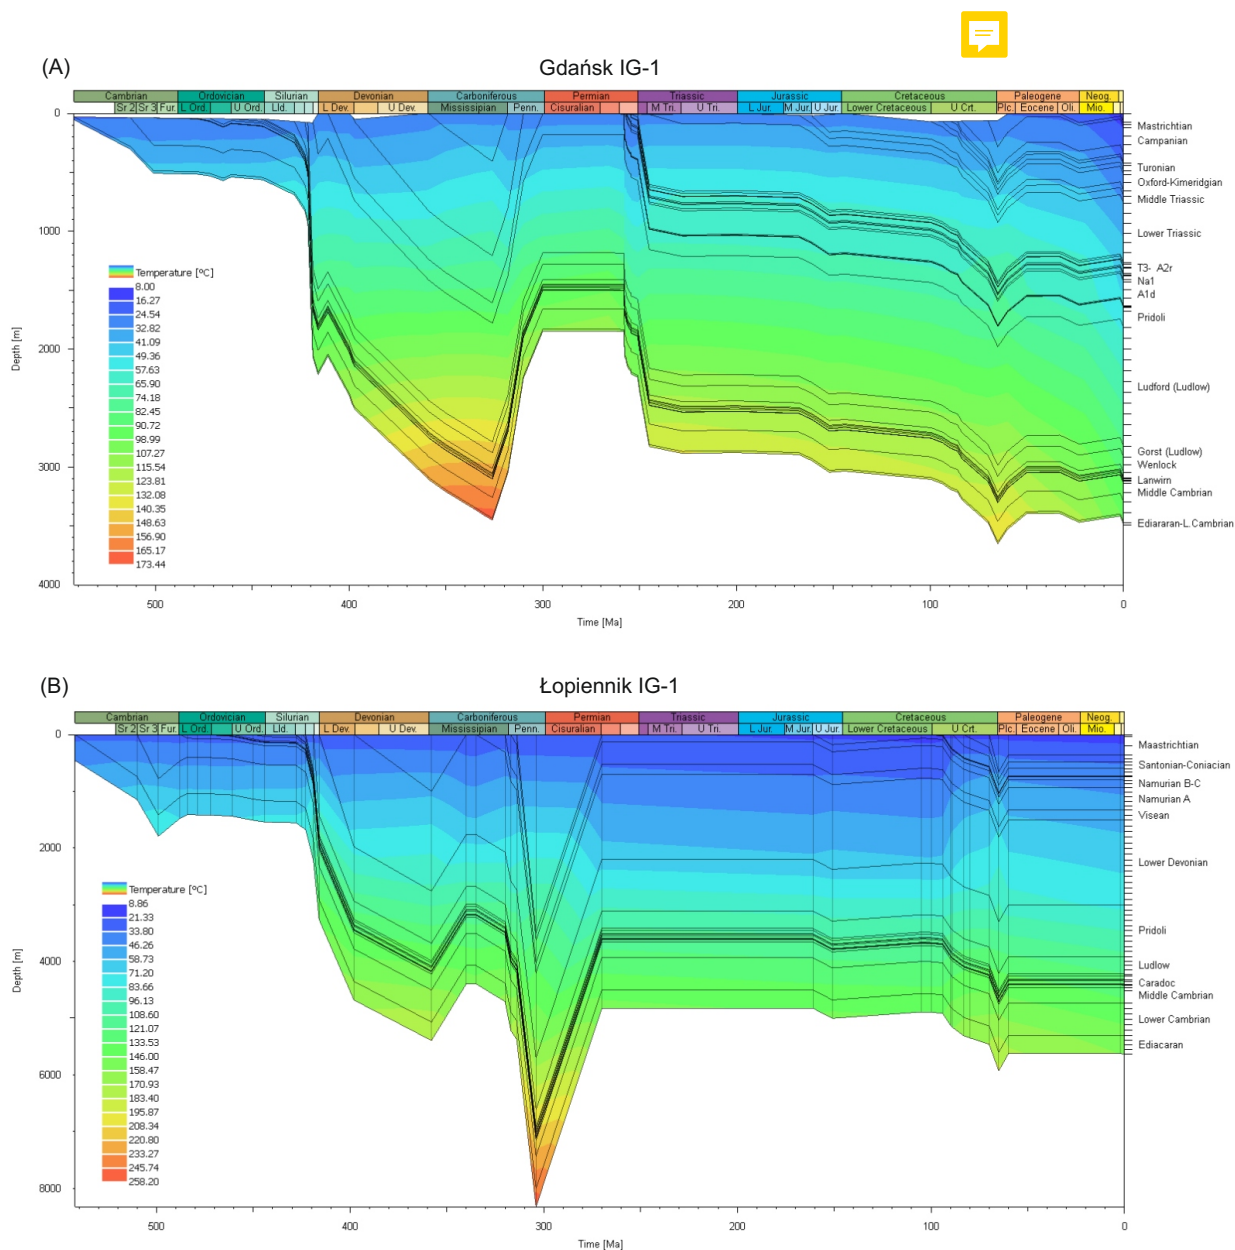 (A)
Gdańsk IG-1
Cambrian Ordovician Silurian Devonian Carboniferous Permian Triassic Jurassic Cretaceous Paleogene Neog.
Sr 2 Sr 3 Fur. L Ord. U Ord. Lld. L Dev. U Dev. Mississipian Penn. Cisuralian M Tri. U Tri. L Jur. M Jur. U Jur. Lower Cretaceous U Crt. Plc. Eocene Oli. Mio.
0
1000
2000
3000
4000
Depth [m]
Temperature [ºC]
8.00
16.27
24.54
32.82
41.09
49.36
57.63
65.90
74.18
82.45
90.72
98.99
107.27
115.54
123.81
132.08
140.35
148.63
156.90
165.17
173.44
Mastrichtian
Campanian
Turonian
Oxford-Kimeridgian
Middle Triassic
Lower Triassic
T3- A2r
Na1
A1d
Pridoli
Ludford (Ludlow)
Gorst (Ludlow)
Wenlock
Lanwirn
Middle Cambrian
Ediararan-L.Cambrian
500 400 300 200 100 0
Time [Ma]
(B)
Łopiennik IG-1
Cambrian Ordovician Silurian Devonian Carboniferous Permian Triassic Jurassic Cretaceous Paleogene Neog.
Sr 2 Sr 3 Fur. L Ord. U Ord. Lld. L Dev. U Dev. Mississipian Penn. Cisuralian M Tri. U Tri. L Jur. M Jur. U Jur. Lower Cretaceous U Crt. Plc. Eocene Oli. Mio.
0
2000
4000
6000
8000
Depth [m]
Temperature [ºC]
8.86
21.33
33.80
46.26
58.73
71.20
83.66
96.13
108.60
121.07
133.53
146.00
158.47
170.93
183.40
195.87
208.34
220.80
233.27
245.74
258.20
Maastrichtian
Santonian-Coniacian
Namurian B-C
Namurian A
Visean
Lower Devonian
Pridoli
Ludlow
Caradoc
Middle Cambrian
Lower Cambrian
Ediacaran
500 400 300 200 100 0
Time [Ma]